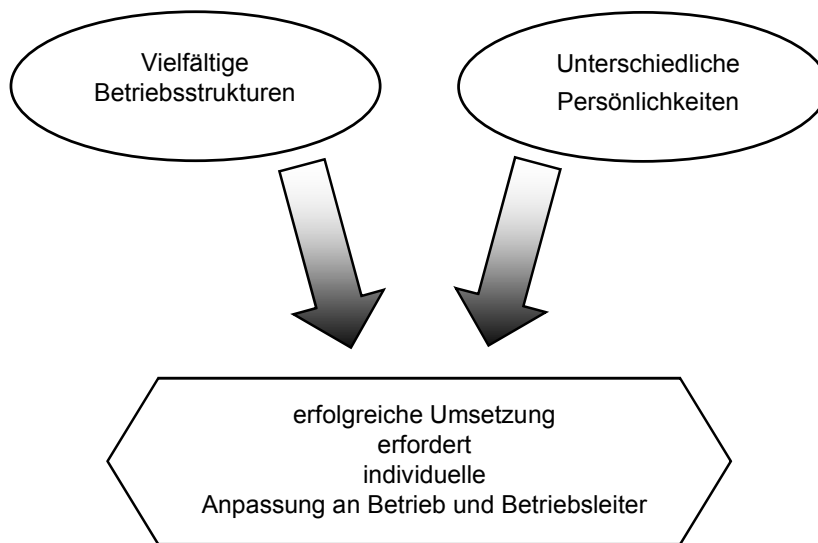 Vielfältige
Betriebsstrukturen
Unterschiedliche
Persönlichkeiten
erfolgreiche Umsetzung
erfordert
individuelle
Anpassung an Betrieb und Betriebsleiter